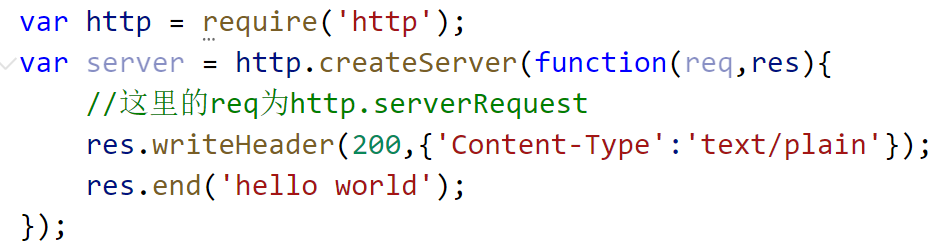 var http = require('http');
var server = http.createServer(function(req,res){
    //这里的req为http.serverRequest
    res.writeHeader(200,{'Content-Type':'text/plain'});
    res.end('hello world');
});